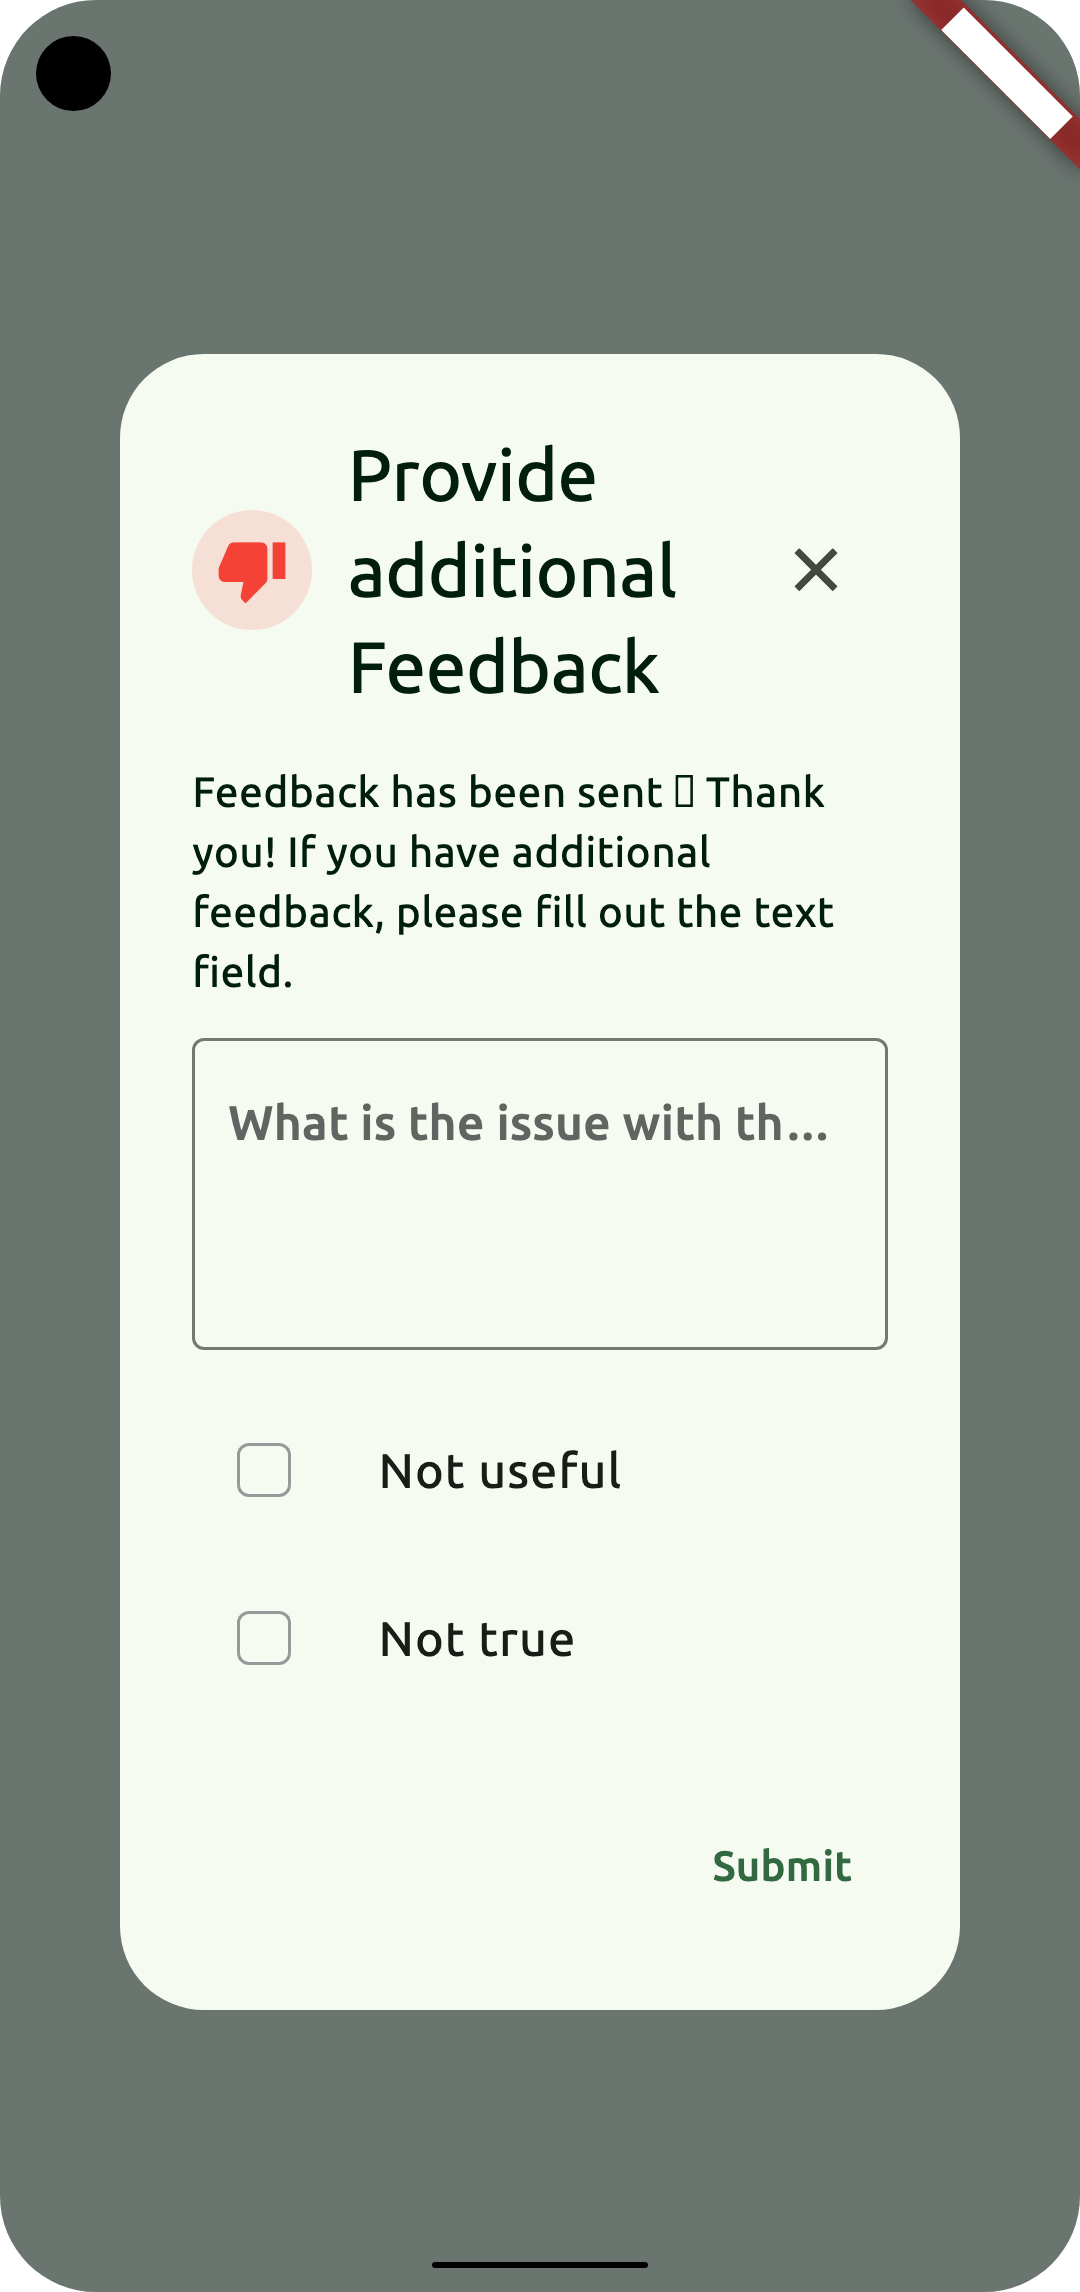 Provide
additional
Feedback
Feedback has been sent ▯ Thank
you! If you have additional
feedback, please fill out the text
field.
What is the issue with th...
Not useful
Not true
Submit